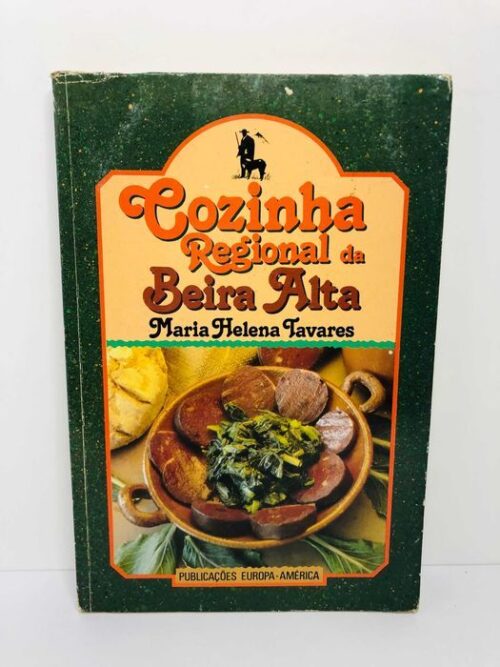 Cozinha
Regional da
Beira Alta
Maria Helena Tavares
PUBLICAÇÕES EUROPA-AMÉRICA